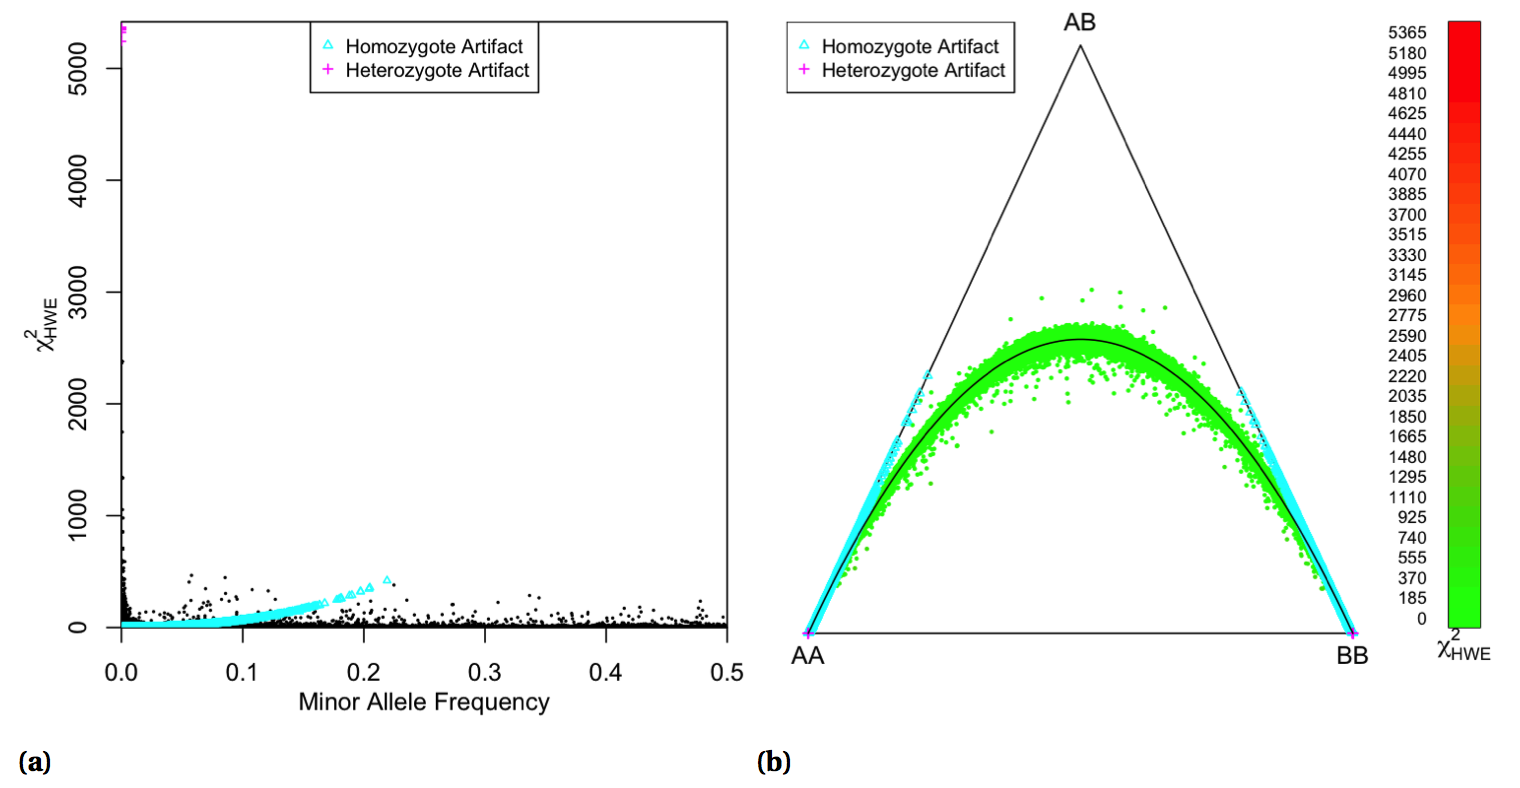 Homozygote Artifact
Heterozygote Artifact
5000
4000
3000
2000
1000
0
χ²HWE
0.0 0.1 0.2 0.3 0.4 0.5
Minor Allele Frequency
(a)
Homozygote Artifact
Heterozygote Artifact
AB
AA
BB
5365
5180
4995
4810
4625
4440
4255
4070
3885
3700
3515
3330
3145
2960
2775
2590
2405
2220
2035
1850
1665
1480
1295
1110
925
740
555
370
185
0
χ²HWE
(b)